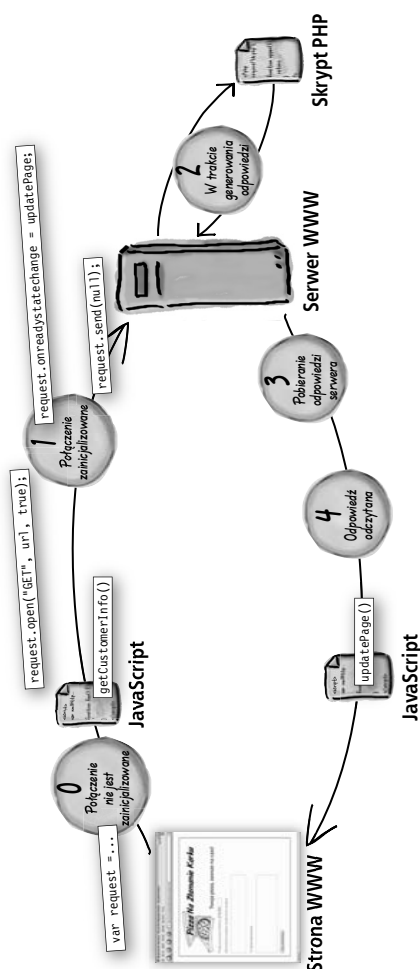 var request =...
0
Połączenie
nie jest
zainicjalizowane
request.open("GET", url, true);
getCustomerInfo()
JavaScript
1
Połączenie
zainicjalizowane
request.onreadystatechange = updatePage;
request.send(null);
Serwer WWW
2
W trakcie
generowania
odpowiedzi
Skrypt PHP
3
Pobieranie
odpowiedzi
serwera
4
Odpowiedź
odczytana
updatePage()
JavaScript
Strona WWW
Pizza Na Złamanie Karku